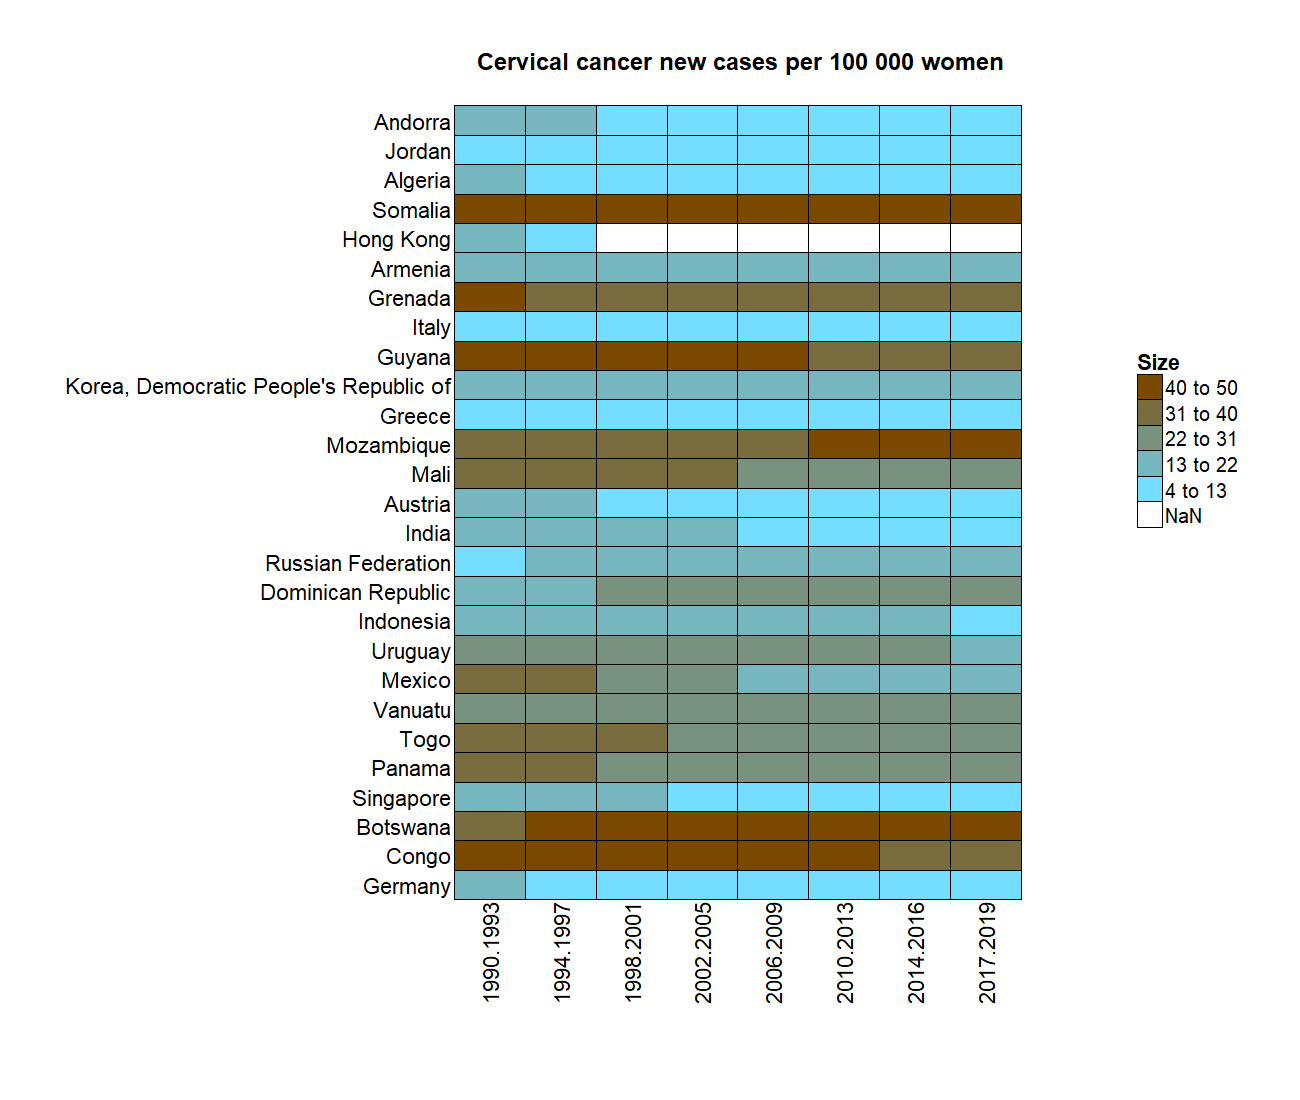 Cervical cancer new cases per 100 000 women
Andorra
Jordan
Algeria
Somalia
Hong Kong
Armenia
Grenada
Italy
Guyana
Korea, Democratic People's Republic of
Greece
Mozambique
Mali
Austria
India
Russian Federation
Dominican Republic
Indonesia
Uruguay
Mexico
Vanuatu
Togo
Panama
Singapore
Botswana
Congo
Germany
1990.1993
1994.1997
1998.2001
2002.2005
2006.2009
2010.2013
2014.2016
2017.2019
Size
40 to 50
31 to 40
22 to 31
13 to 22
4 to 13
NaN